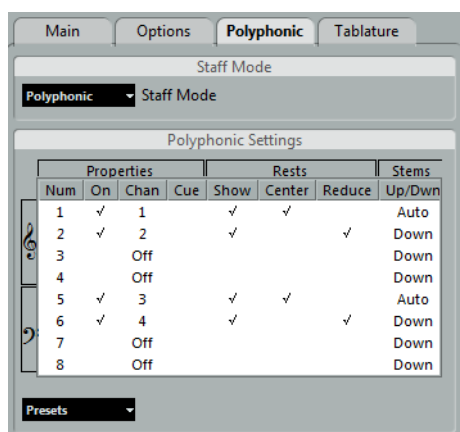 Main Options Polyphonic Tablature
Staff Mode
Polyphonic Staff Mode
Polyphonic Settings
Properties Rests Stems
Num On Chan Cue Show Center Reduce Up/Dwn
1 √ 1 √ √ Auto
2 √ 2 √ √ Down
3 Off Down
4 Off Down
5 √ 3 √ √ Auto
6 √ 4 √ √ Down
7 Off Down
8 Off Down
Presets